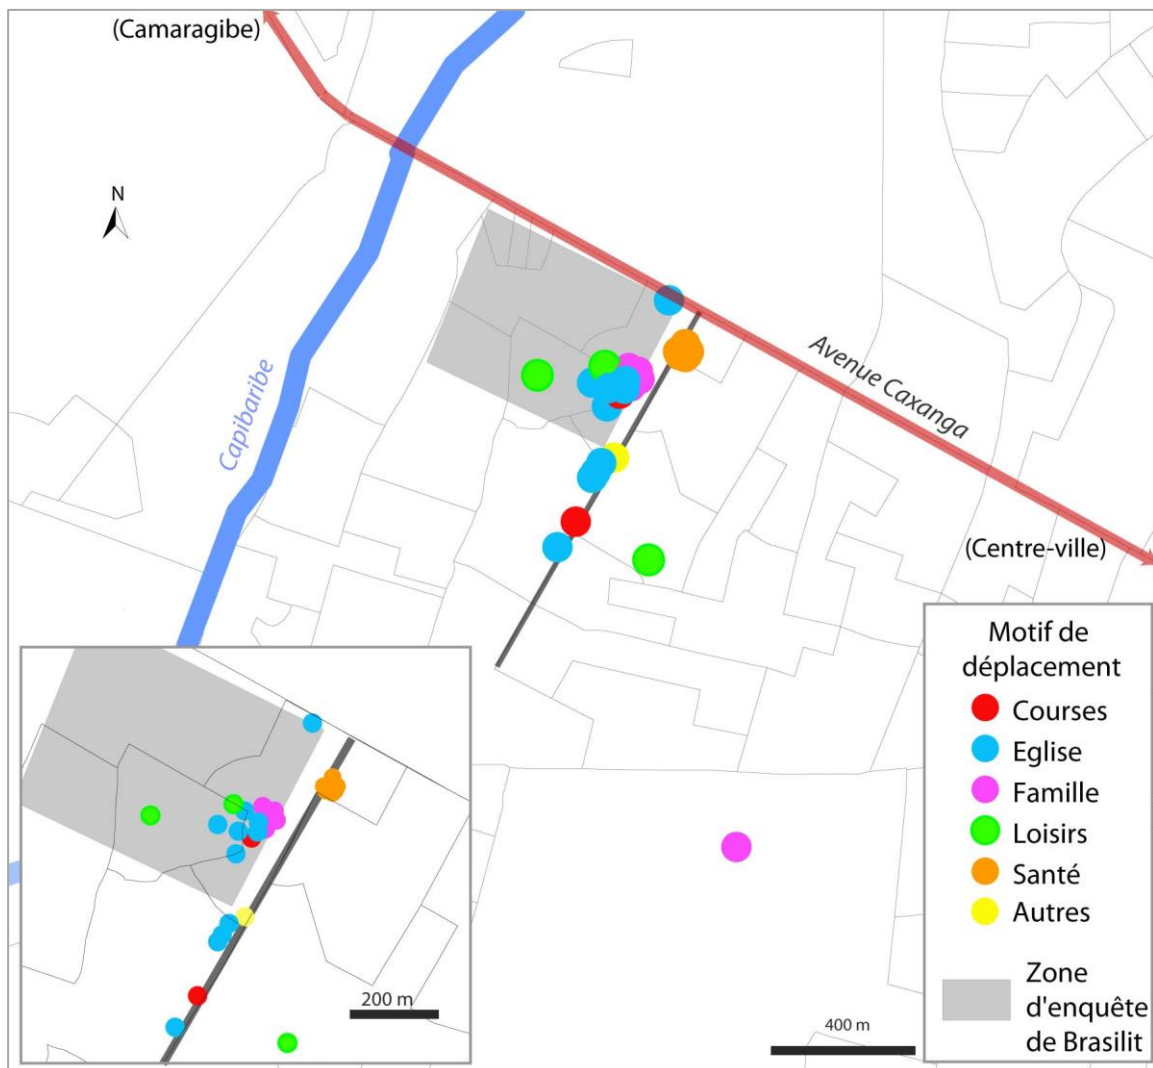 (Camaragibe)
N
Capibaribe
Avenue Caxanga
(Centre-ville)
Motif de
déplacement
Courses
Eglise
Famille
Loisirs
Santé
Autres
Zone
d'enquête
de Brasilit
200 m
400 m